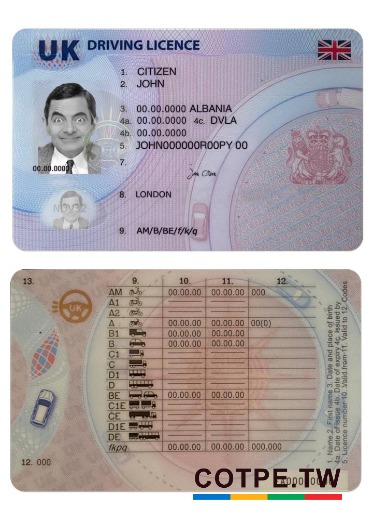 UK DRIVING LICENCE
1. CITIZEN
2. JOHN
3. 00.00.0000 ALBANIA
4a. 00.00.0000 4c. DVLA
4b. 00.00.0000
5. JOHN000000R00PY 00
7.
00.00.0000
8. LONDON
9. AM/B/BE/f/k/q
13. 9. 10. 11. 12.
AM 00.00.00 00.00.00 000
A1
A2
A 00.00.00 00.00.00 00(0)
B1 00.00.00 00.00.00
B 00.00.00 00.00.00
C1
C
D1
D
BE 00.00.00 00.00.00
C1E
CE
D1E
DE
fkpq 00.00.00 00.00.00 000,000
UK
12. 000
1. Name 2. First name 3. Date and place of birth
4a. Date of issue 4b. Date of expiry 4c. Issued by
5. Licence number 10. Valid from 11. Valid to 12. Codes
COTPE.TW